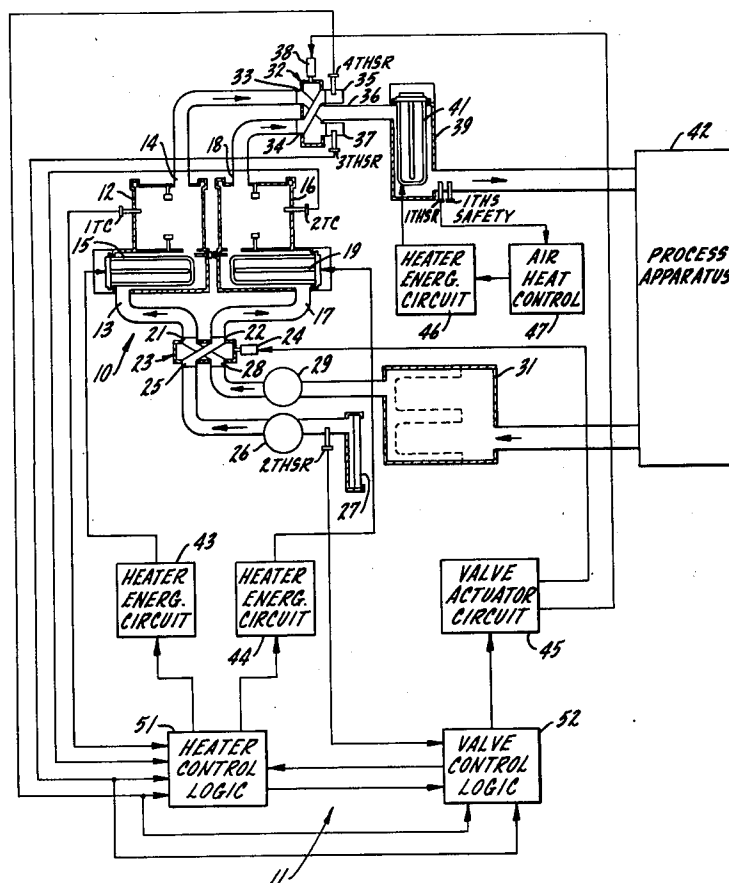 38
4THSR
32
35
33
36
41
34
39
42
14
18
37
3THSR
12
16
1TC
2TC
1THSR
1THS
SAFETY
15
19
HEATER
ENERG.
CIRCUIT
46
AIR
HEAT
CONTROL
47
PROCESS
APPARATUS
13
17
10
21
22
24
23
25
28
29
31
26
2THSR
27
43
HEATER
ENERG.
CIRCUIT
HEATER
ENERG.
CIRCUIT
44
VALVE
ACTUATOR
CIRCUIT
45
51
HEATER
CONTROL
LOGIC
52
VALVE
CONTROL
LOGIC
11